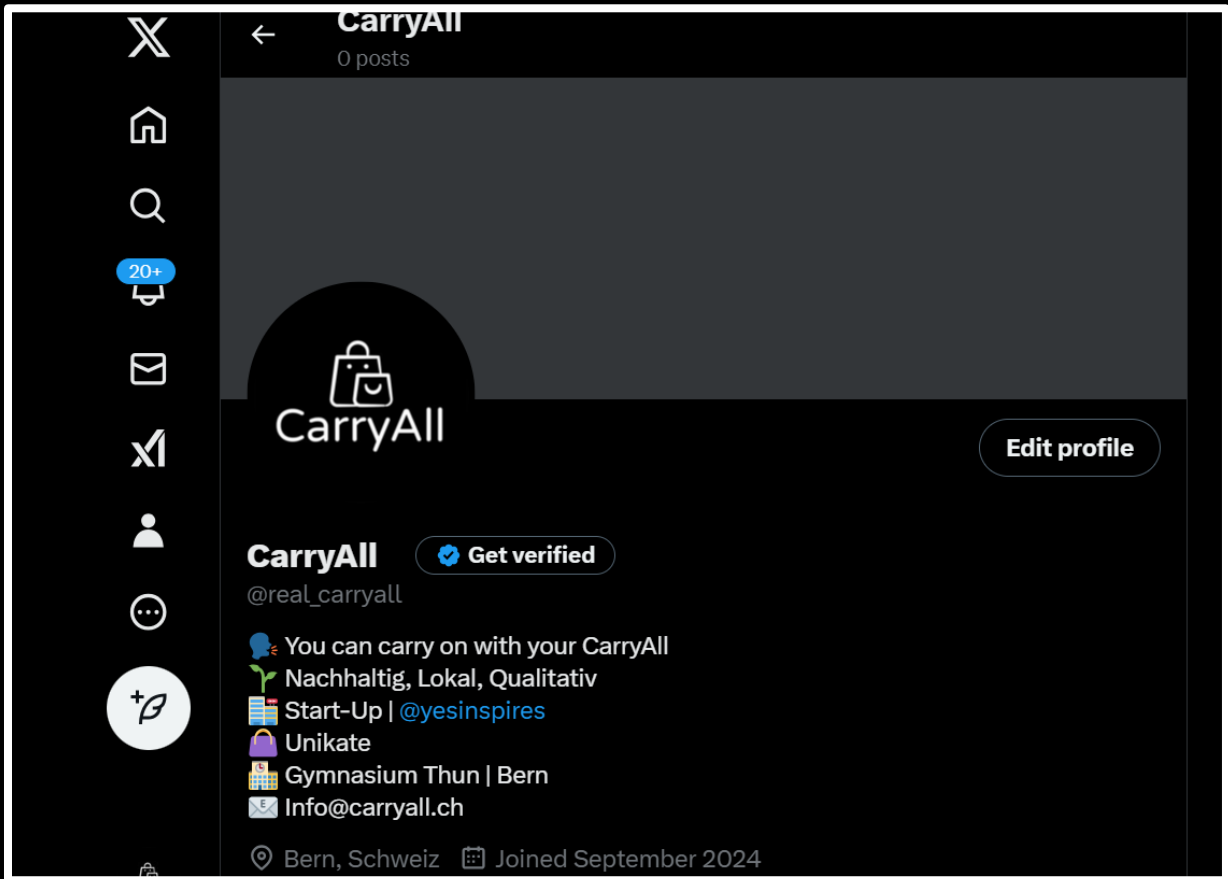 CarryAll
0 posts
20+
CarryAll
Edit profile
CarryAll
Get verified
@real_carryall
You can carry on with your CarryAll
Nachhaltig, Lokal, Qualitativ
Start-Up | @yesinspires
Unikate
Gymnasium Thun | Bern
Info@carryall.ch
Bern, Schweiz Joined September 2024